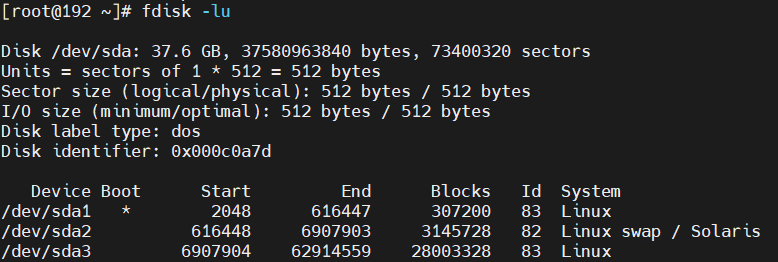 [root@192 ~]# fdisk -lu
Disk /dev/sda: 37.6 GB, 37580963840 bytes, 73400320 sectors
Units = sectors of 1 * 512 = 512 bytes
Sector size (logical/physical): 512 bytes / 512 bytes
I/O size (minimum/optimal): 512 bytes / 512 bytes
Disk label type: dos
Disk identifier: 0x000c0a7d
Device Boot Start End Blocks Id System
/dev/sda1 * 2048 616447 307200 83 Linux
/dev/sda2 616448 6907903 3145728 82 Linux swap / Solaris
/dev/sda3 6907904 62914559 28003328 83 Linux